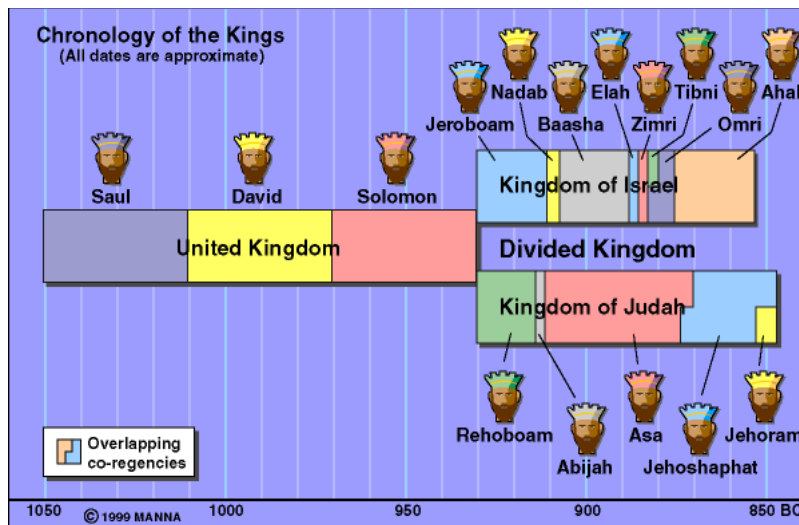 Chronology of the Kings
(All dates are approximate)
Nadab
Elah
Tibni
Ahab
Jeroboam
Baasha
Zimri
Omri
Saul
David
Solomon
Kingdom of Israel
United Kingdom
Divided Kingdom
Kingdom of Judah
Rehoboam
Asa
Jehoram
Abijah
Jehoshaphat
Overlapping
co-regencies
1050
© 1999 MANNA
1000
950
900
850 BC